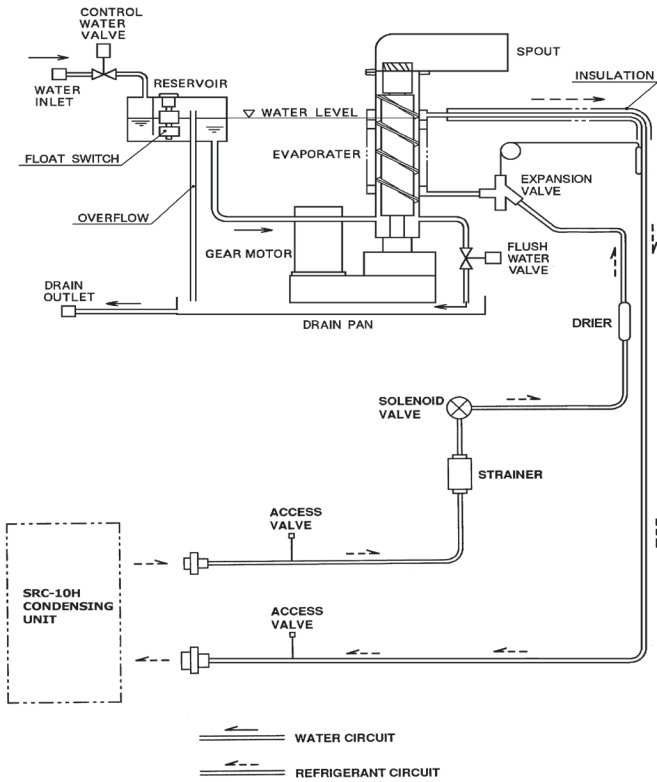 CONTROL
WATER
VALVE
SPOUT
WATER
INLET
RESERVOIR
INSULATION
WATER LEVEL
FLOAT SWITCH
EVAPORATER
EXPANSION
VALVE
OVERFLOW
GEAR MOTOR
FLUSH
WATER
VALVE
DRAIN
OUTLET
DRAIN PAN
DRIER
SOLENOID
VALVE
STRAINER
ACCESS
VALVE
SRC-10H
CONDENSING
UNIT
ACCESS
VALVE
WATER CIRCUIT
REFRIGERANT CIRCUIT